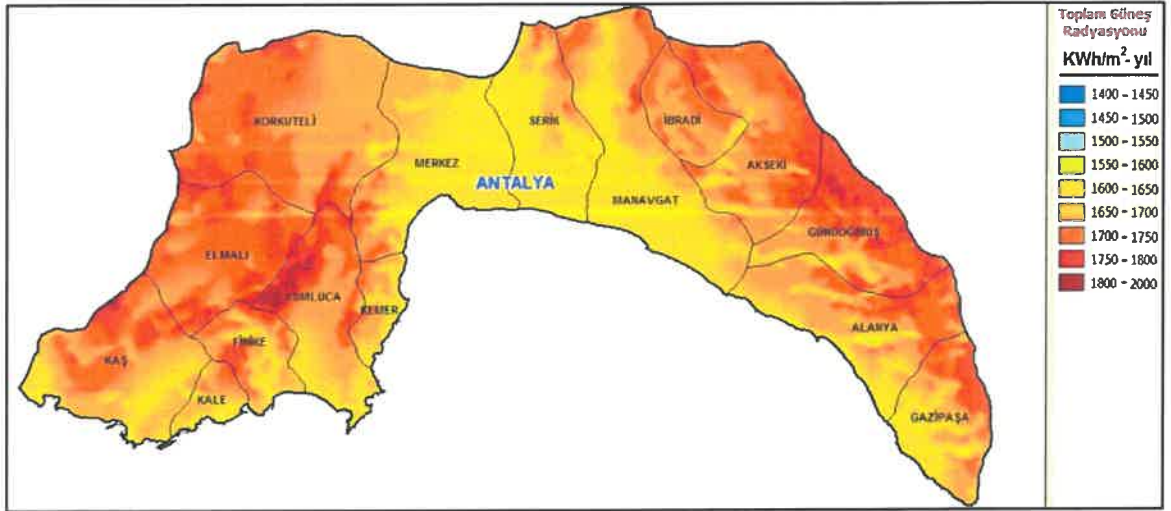 Toplam Güneş
Radyasyonu
KWh/m²- yıl
1400 - 1450
1450 - 1500
1500 - 1550
1550 - 1600
1600 - 1650
1650 - 1700
1700 - 1750
1750 - 1800
1800 - 2000
KORKUTELİ
MERKEZ
SERİK
İBRADİ
AKSEKİ
ANTALYA
MANAVGAT
GÜNDOĞMUŞ
ELMALI
KUMLUCA
KEMER
ALANYA
FİNİKE
KAŞ
KALE
GAZİPAŞA